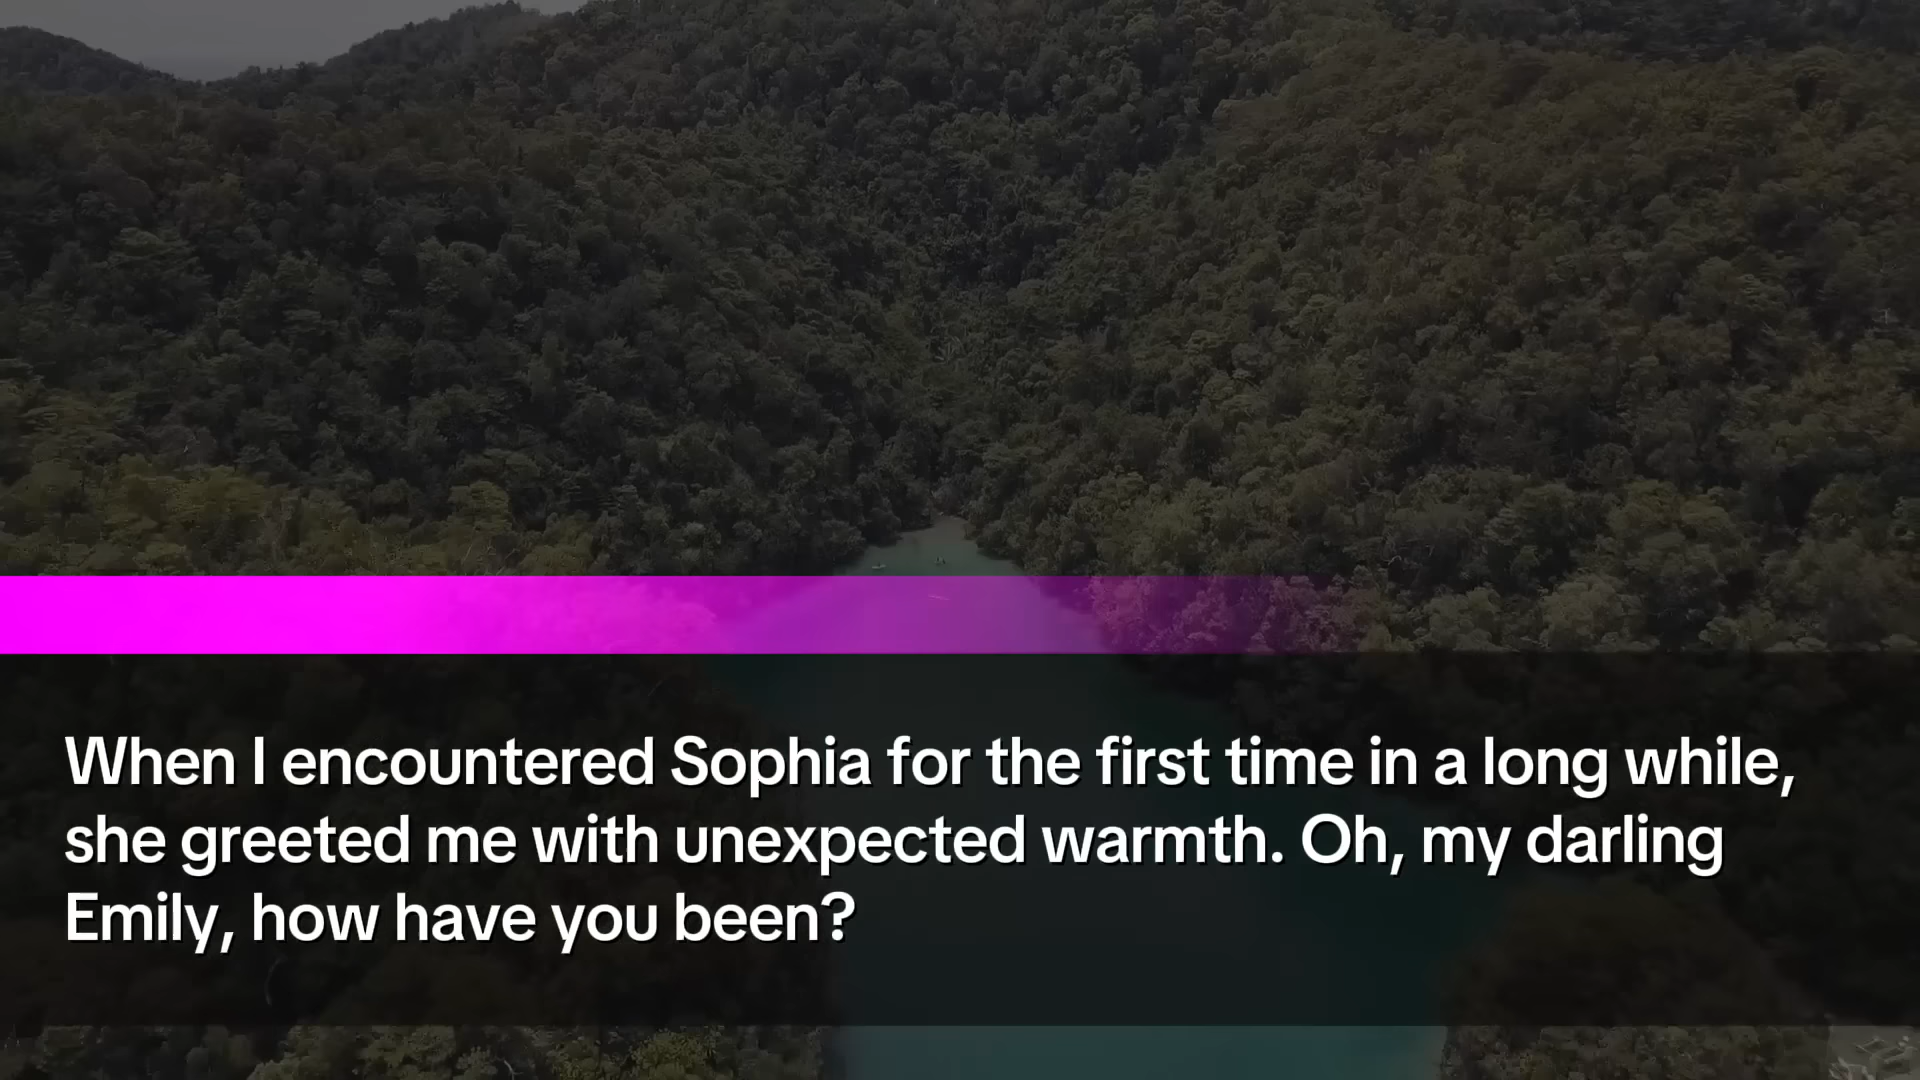 When I encountered Sophia for the first time in a long while,
she greeted me with unexpected warmth. Oh, my darling
Emily, how have you been?